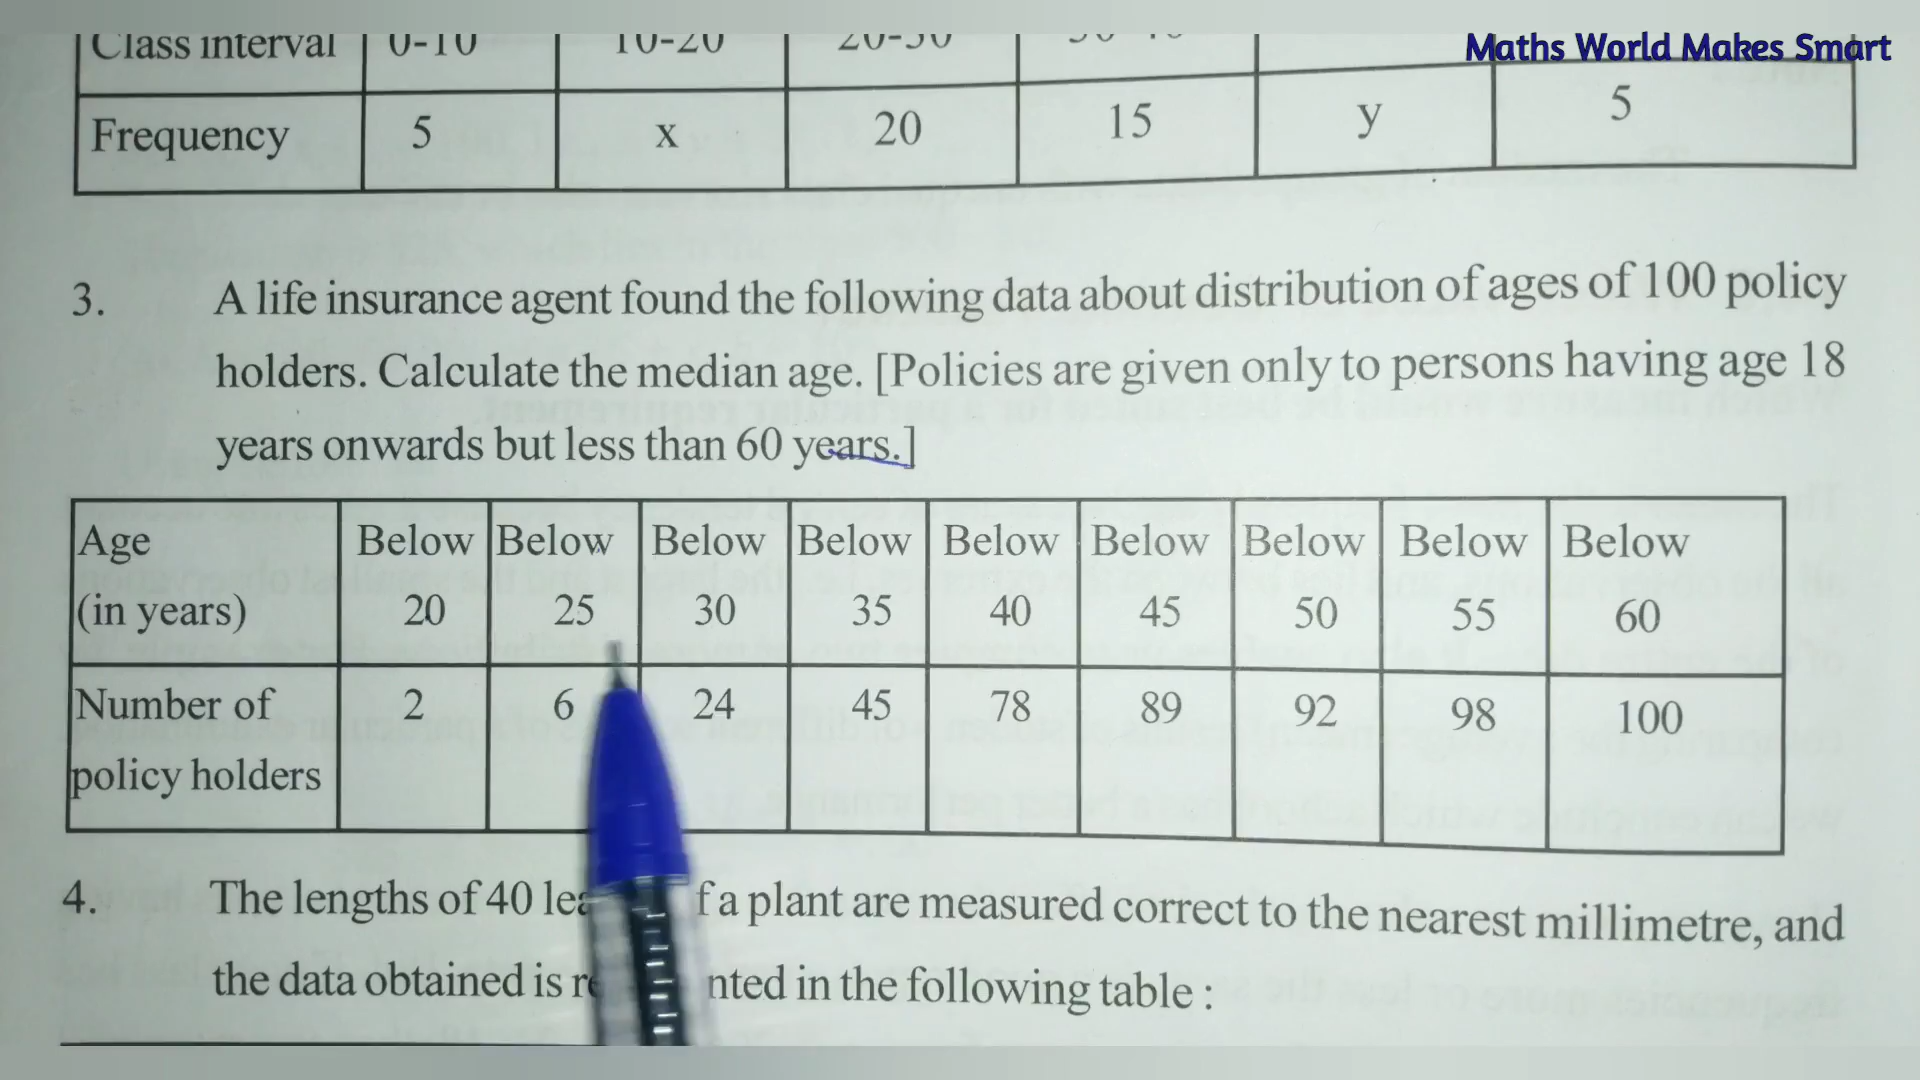 Maths World Makes Smart
Class interval 0-10 10-20 20-30
Frequency 5 x 20 15 y 5
3. A life insurance agent found the following data about distribution of ages of 100 policy
holders. Calculate the median age. [Policies are given only to persons having age 18
years onwards but less than 60 years.]
Age Below Below Below Below Below Below Below Below Below
(in years) 20 25 30 35 40 45 50 55 60
Number of 2 6 24 45 78 89 92 98 100
policy holders
4. The lengths of 40 f a plant are measured correct to the nearest millimetre, and
the data obtained is nted in the following table :